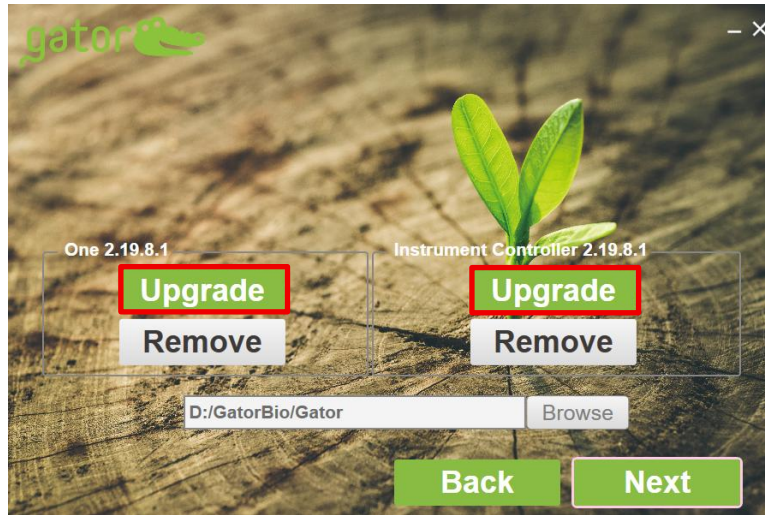 gator
One 2.19.8.1
Instrument Controller 2.19.8.1
Upgrade
Upgrade
Remove
Remove
D:/GatorBio/Gator
Browse
Back
Next